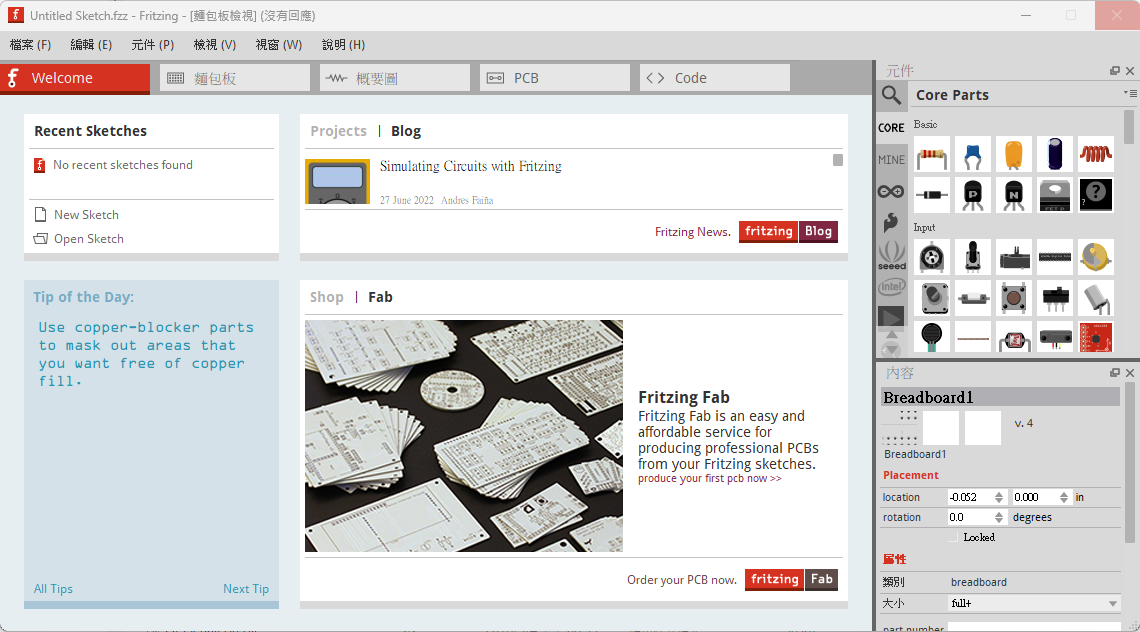 Untitled Sketch.fzz - Fritzing - [麵包板檢視] (沒有回應)
檔案 (F) 編輯 (E) 元件 (P) 檢視 (V) 視窗 (W) 說明 (H)
Welcome 麵包板 概要圖 PCB Code
Recent Sketches
No recent sketches found
New Sketch
Open Sketch
Projects | Blog
Simulating Circuits with Fritzing
27 June 2022 Andres Faíña
Fritzing News. fritzing Blog
Tip of the Day:
Use copper-blocker parts
to mask out areas that
you want free of copper
fill.
All Tips Next Tip
Shop | Fab
Fritzing Fab
Fritzing Fab is an easy and
affordable service for
producing professional PCBs
from your Fritzing sketches.
produce your first pcb now >>
Order your PCB now. fritzing Fab
元件
Core Parts
CORE
MINE
seeed
intel
Basic
P
N
FET P
?
Input
內容
Breadboard1
v. 4
Breadboard1
Placement
location -0.052 0.000 in
rotation 0.0 degrees
Locked
屬性
類別 breadboard
大小 full+
part number